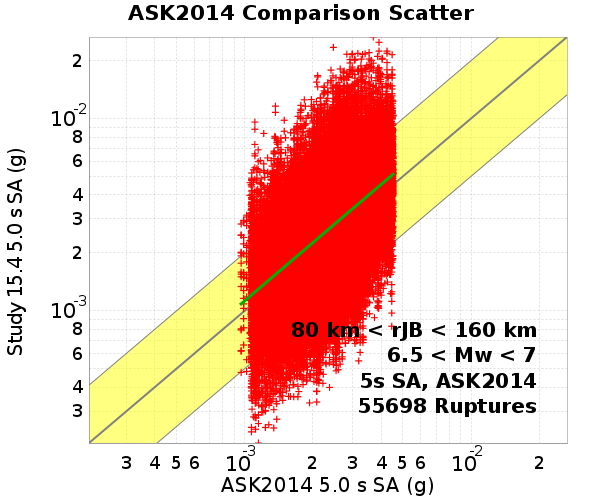 ASK2014 Comparison Scatter
Study 15.4 5.0 s SA (g)
2
10-2
8
6
4
3
2
10-3
8
6
4
3
80 km < rJB < 160 km
6.5 < Mw < 7
5s SA, ASK2014
55698 Ruptures
3 4 5 6 10-3 2 3 4 5 6 10-2 2
ASK2014 5.0 s SA (g)